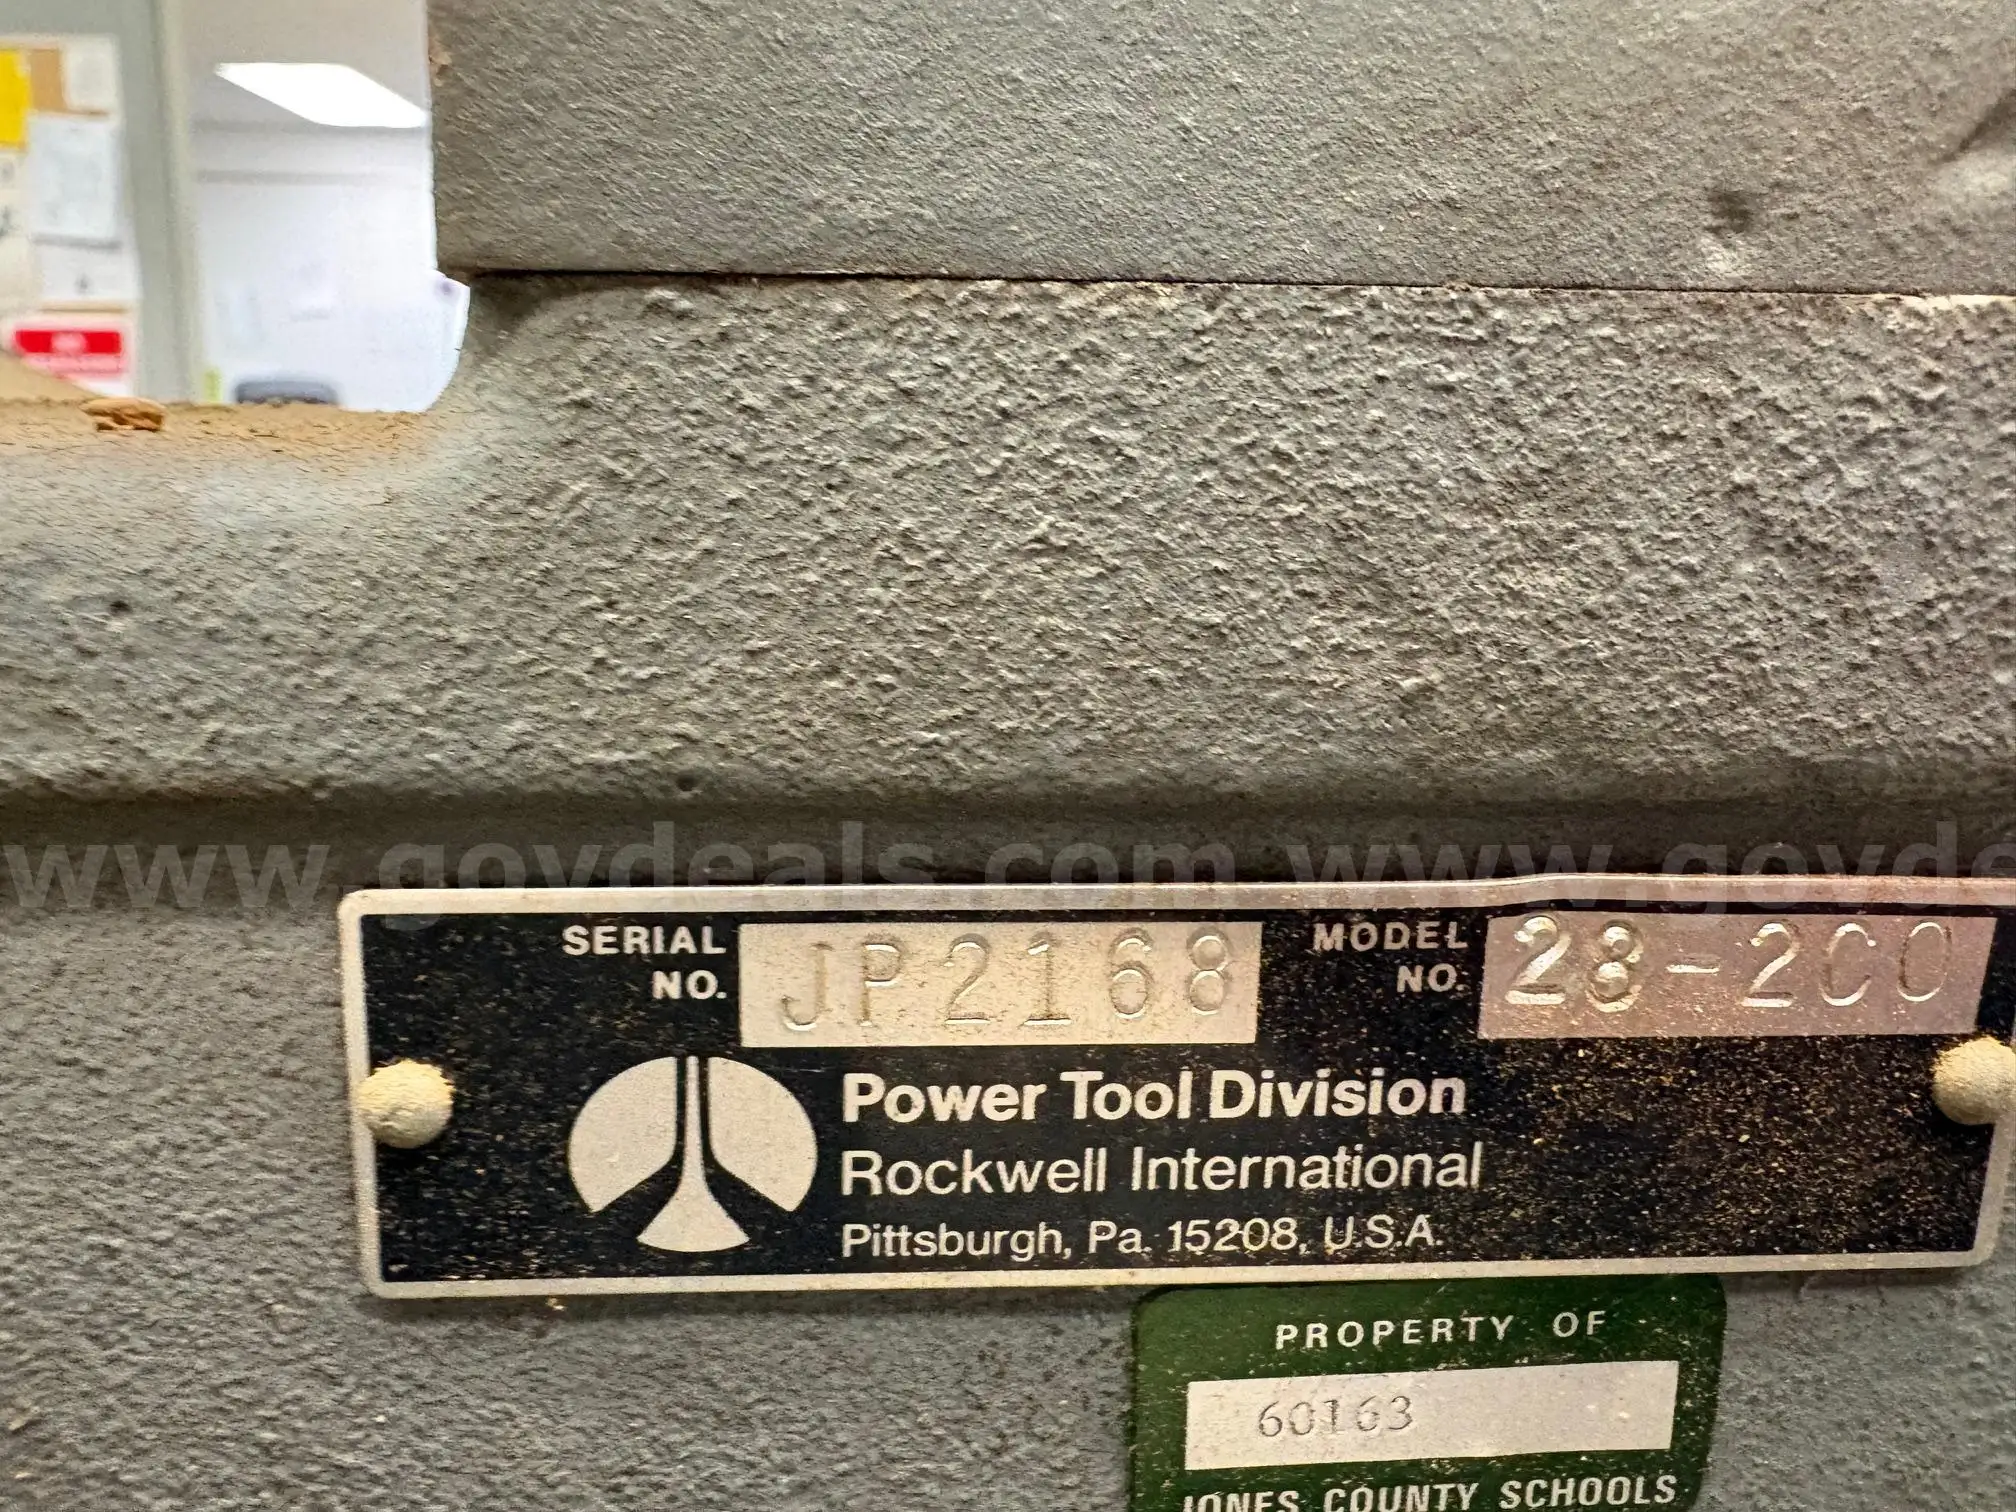 www.govdeals.com www.govde
SERIAL NO. JP2168
MODEL NO. 28-200
Power Tool Division
Rockwell International
Pittsburgh, Pa. 15208, U.S.A.
PROPERTY OF
60163
JONES COUNTY SCHOOLS